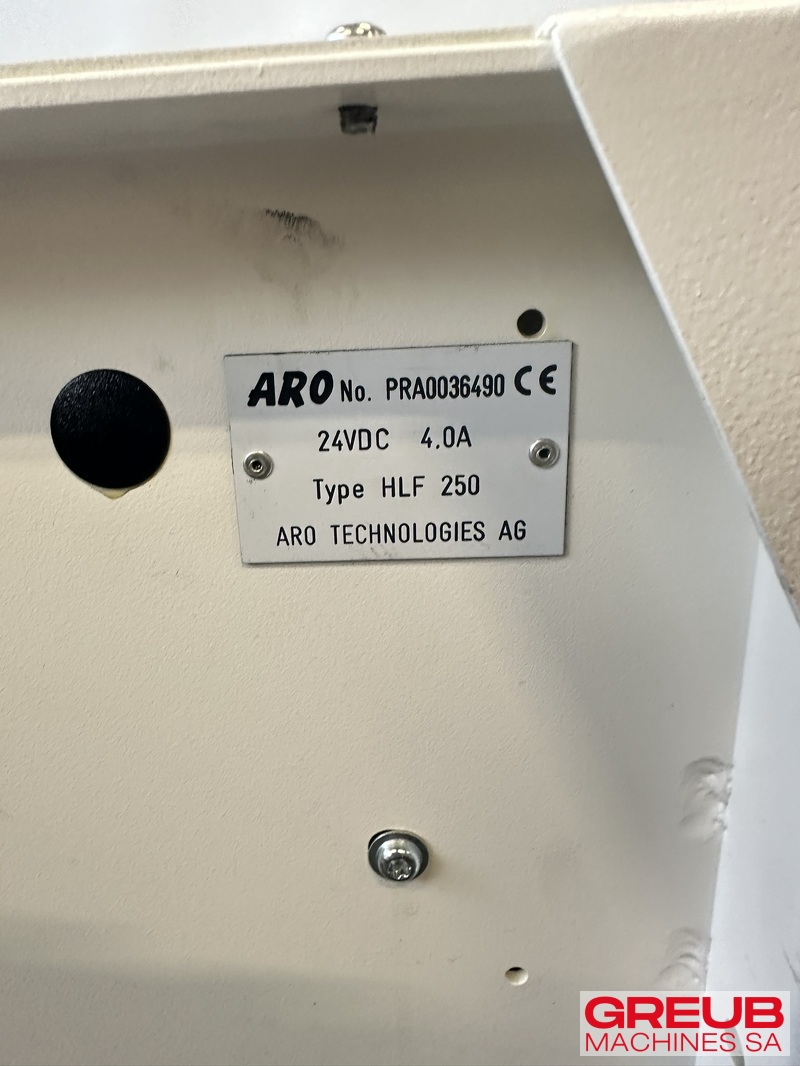 ARO No. PRA0036490 CE
24VDC 4.0A
Type HLF 250
ARO TECHNOLOGIES AG
GREUB
MACHINES SA